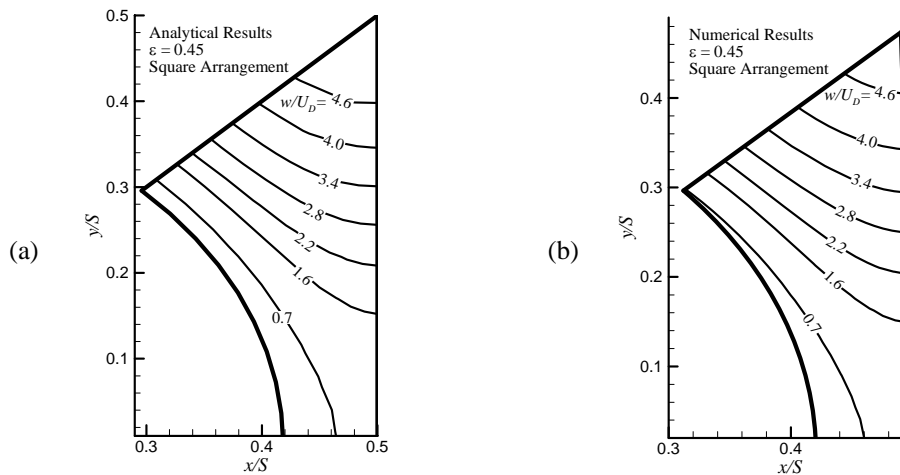 (a)
Analytical Results
ε = 0.45
Square Arrangement
w/U_D= 4.6
4.0
3.4
2.8
2.2
1.6
0.7
y/S
0.5
0.4
0.3
0.2
0.1
0.3 0.4 0.5
x/S
(b)
Numerical Results
ε = 0.45
Square Arrangement
w/U_D= 4.6
4.0
3.4
2.8
2.2
1.6
0.7
y/S
0.4
0.3
0.2
0.1
0.3 0.4
x/S